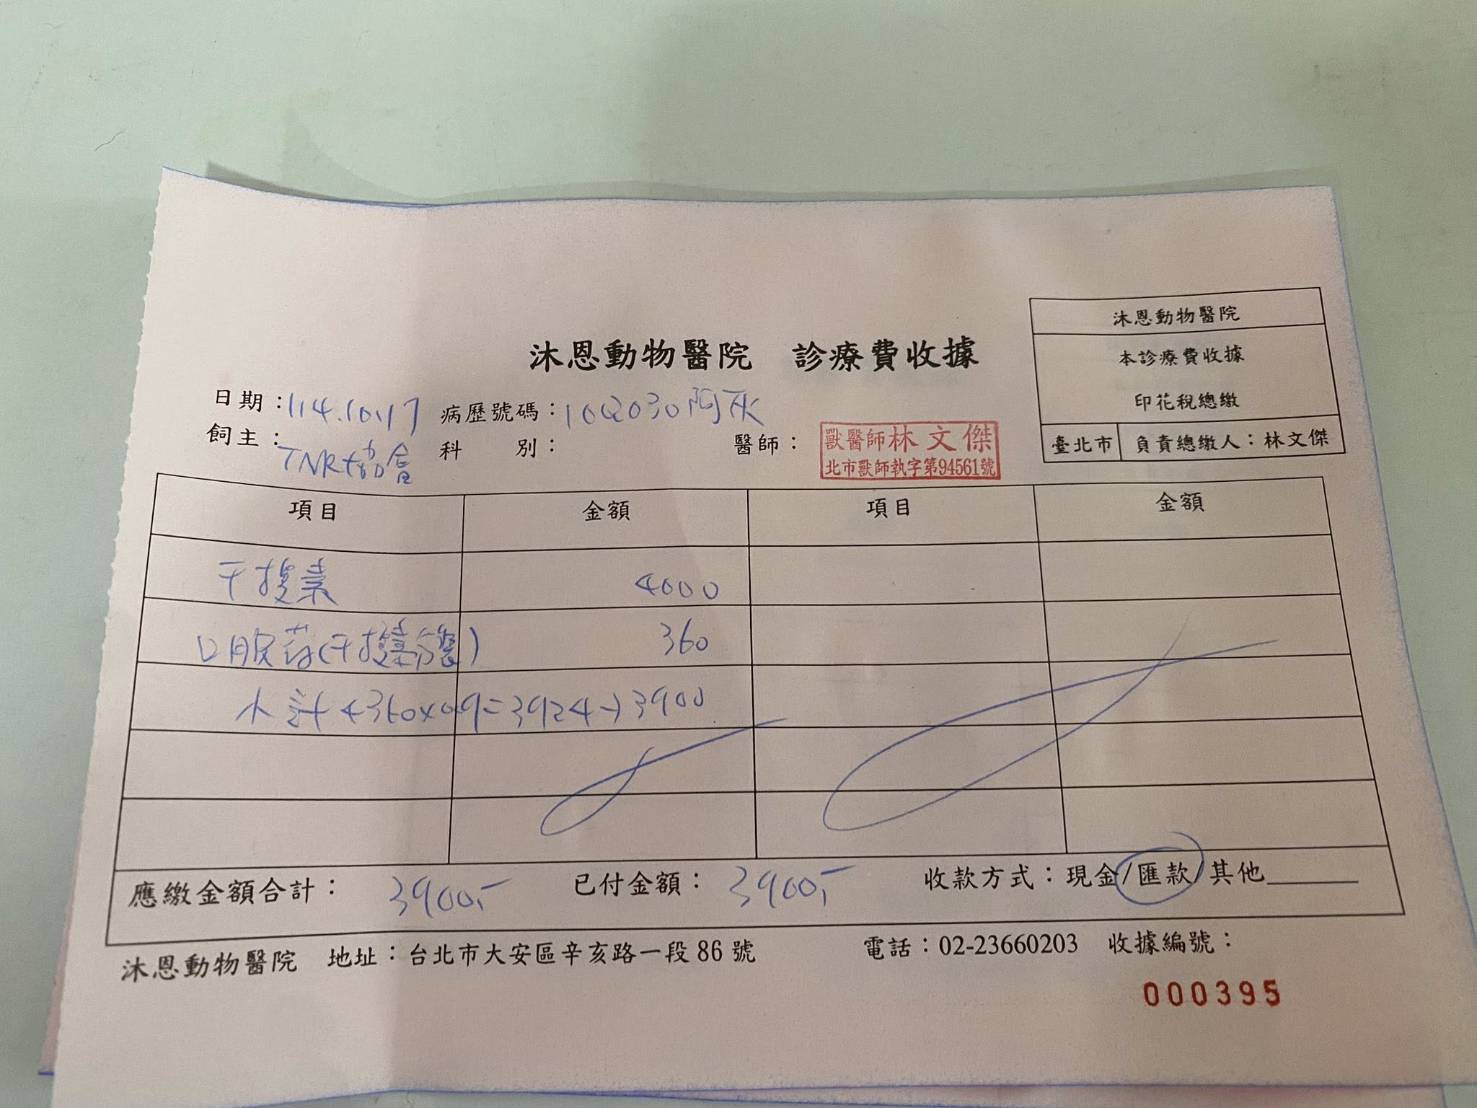 沐恩動物醫院
本診療費收據
印花稅總繳
臺北市 負責總繳人：林文傑
沐恩動物醫院 診療費收據
日期：114.10.17 病歷號碼：102030阿灰
飼主：TNR協會 科 別： 醫師：
獸醫師林文傑
北市獸師執字第94561號
項目 金額 項目 金額
干擾素 4000
口服药(干擾素分裝) 360
小計 4360x0.9=3924→3900
應繳金額合計：3900,- 已付金額：3900,- 收款方式：現金/匯款/其他
沐恩動物醫院 地址：台北市大安區辛亥路一段86號 電話：02-23660203 收據編號：
000395